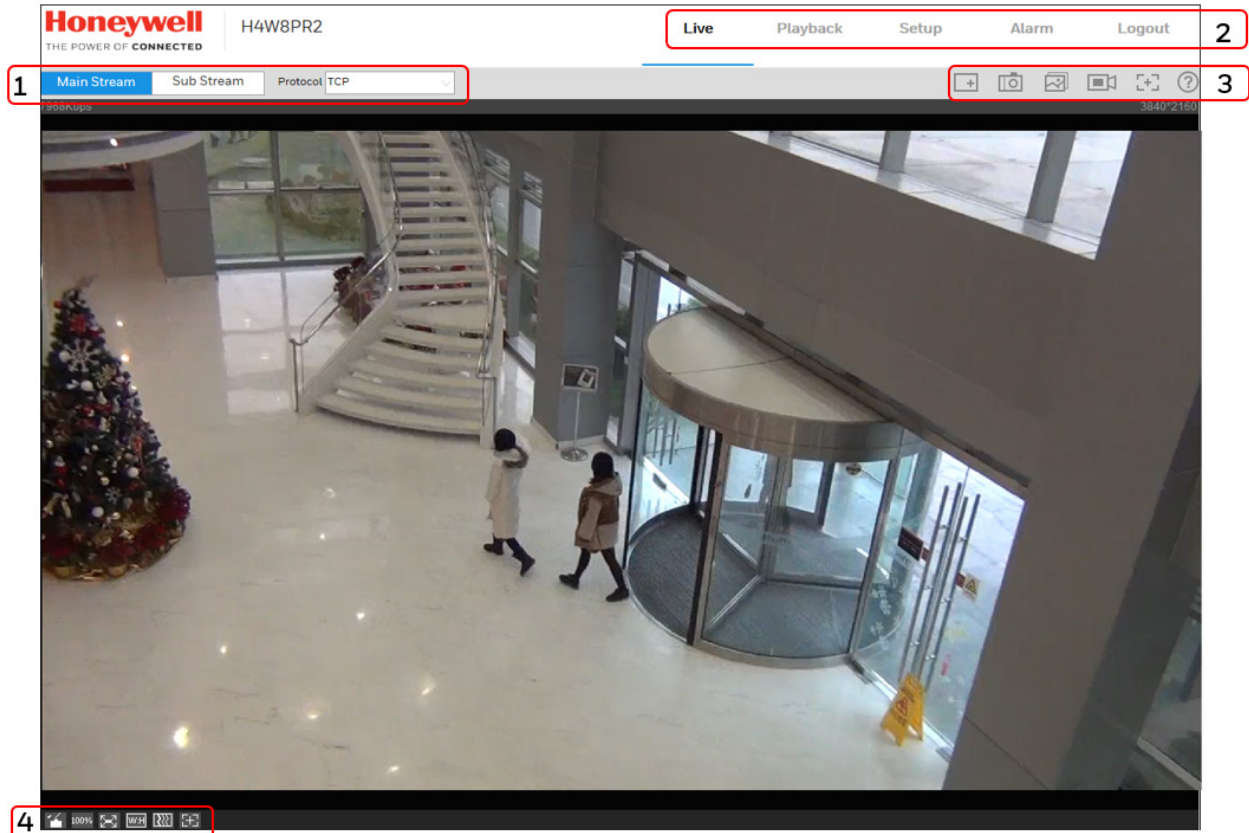 Honeywell
THE POWER OF CONNECTED
H4W8PR2
Live Playback Setup Alarm Logout 2
1 Main Stream Sub Stream Protocol TCP
3
7968Kbps 3840*2160
4 100% W:H